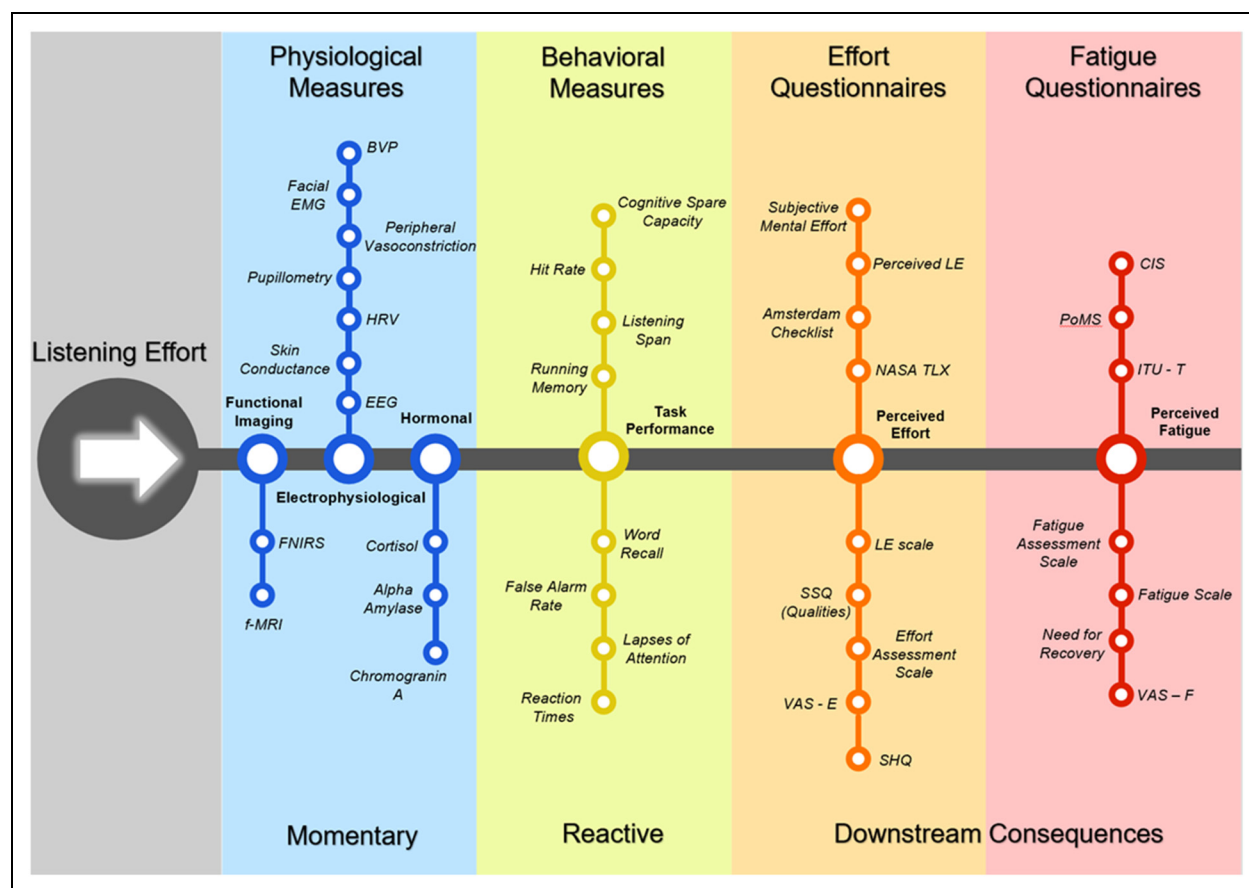 Physiological
Measures
Behavioral
Measures
Effort
Questionnaires
Fatigue
Questionnaires
Listening Effort
BVP
Facial
EMG
Peripheral
Vasoconstriction
Pupillometry
HRV
Skin
Conductance
EEG
Functional
Imaging
Hormonal
Electrophysiological
FNIRS
f-MRI
Cortisol
Alpha
Amylase
Chromogranin
A
Momentary
Cognitive Spare
Capacity
Hit Rate
Listening
Span
Running
Memory
Task
Performance
Word
Recall
False Alarm
Rate
Lapses of
Attention
Reaction
Times
Reactive
Subjective
Mental Effort
Perceived LE
Amsterdam
Checklist
NASA TLX
Perceived
Effort
LE scale
SSQ
(Qualities)
Effort
Assessment
Scale
VAS - E
SHQ
CIS
PoMS
ITU - T
Perceived
Fatigue
Fatigue
Assessment
Scale
Fatigue Scale
Need for
Recovery
VAS – F
Downstream Consequences